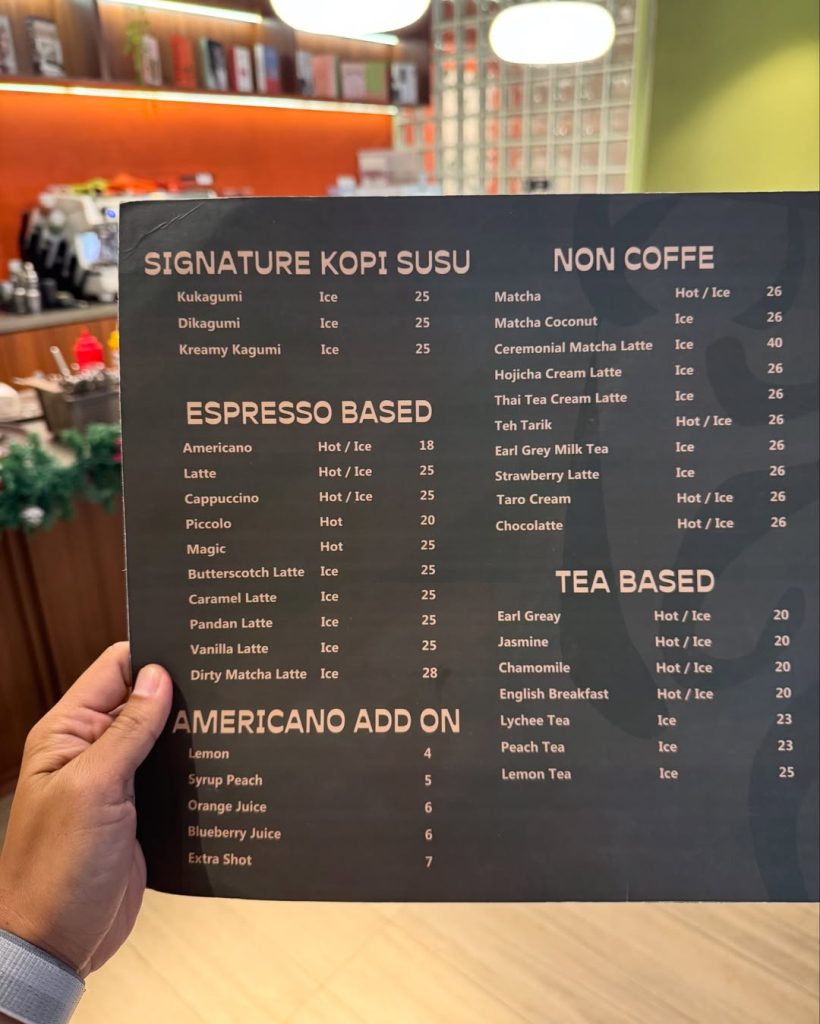 SIGNATURE KOPI SUSU
Kukagumi Ice 25
Dikagumi Ice 25
Kreamy Kagumi Ice 25
ESPRESSO BASED
Americano Hot / Ice 18
Latte Hot / Ice 25
Cappuccino Hot / Ice 25
Piccolo Hot 20
Magic Hot 25
Butterscotch Latte Ice 25
Caramel Latte Ice 25
Pandan Latte Ice 25
Vanilla Latte Ice 25
Dirty Matcha Latte Ice 28
AMERICANO ADD ON
Lemon 4
Syrup Peach 5
Orange Juice 6
Blueberry Juice 6
Extra Shot 7
NON COFFE
Matcha Hot / Ice 26
Matcha Coconut Ice 26
Ceremonial Matcha Latte Ice 40
Hojicha Cream Latte Ice 26
Thai Tea Cream Latte Ice 26
Teh Tarik Hot / Ice 26
Earl Grey Milk Tea Ice 26
Strawberry Latte Ice 26
Taro Cream Hot / Ice 26
Chocolatte Hot / Ice 26
TEA BASED
Earl Greay Hot / Ice 20
Jasmine Hot / Ice 20
Chamomile Hot / Ice 20
English Breakfast Hot / Ice 20
Lychee Tea Ice 23
Peach Tea Ice 23
Lemon Tea Ice 25